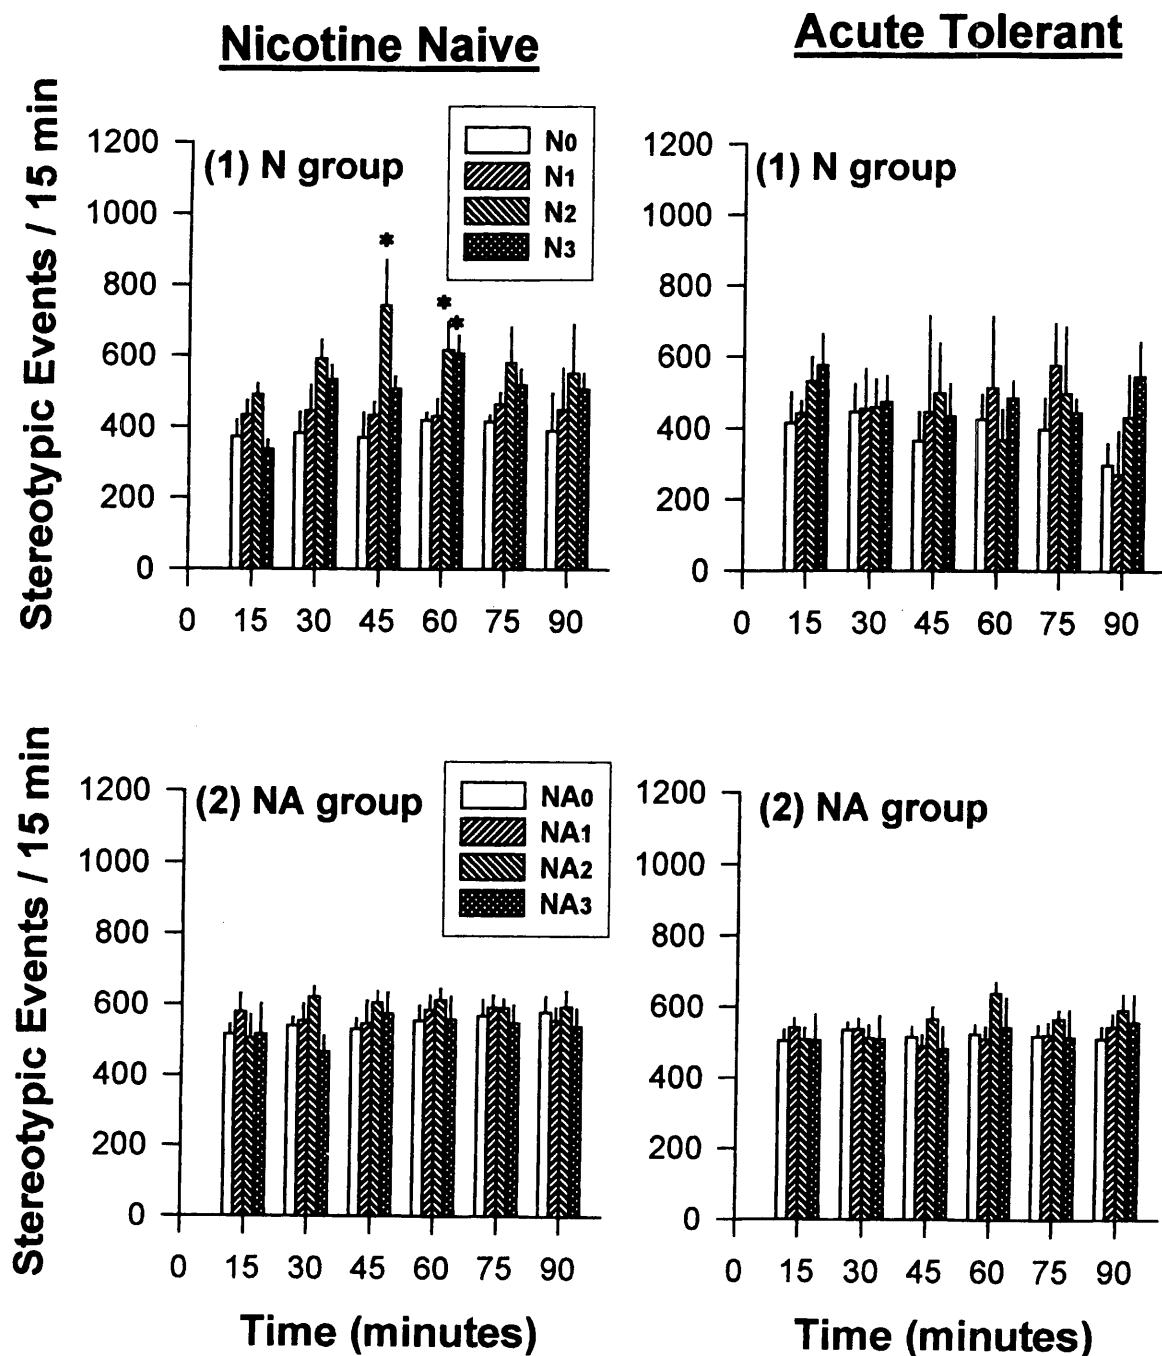 Nicotine Naive
Acute Tolerant
Stereotypic Events / 15 min
1200
1000
800
600
400
200
0
(1) N group
N0
N1
N2
N3
*
*
*
0 15 30 45 60 75 90
1200
1000
800
600
400
200
0
(1) N group
0 15 30 45 60 75 90
Stereotypic Events / 15 min
1200
1000
800
600
400
200
0
(2) NA group
NA0
NA1
NA2
NA3
0 15 30 45 60 75 90
Time (minutes)
1200
1000
800
600
400
200
0
(2) NA group
0 15 30 45 60 75 90
Time (minutes)